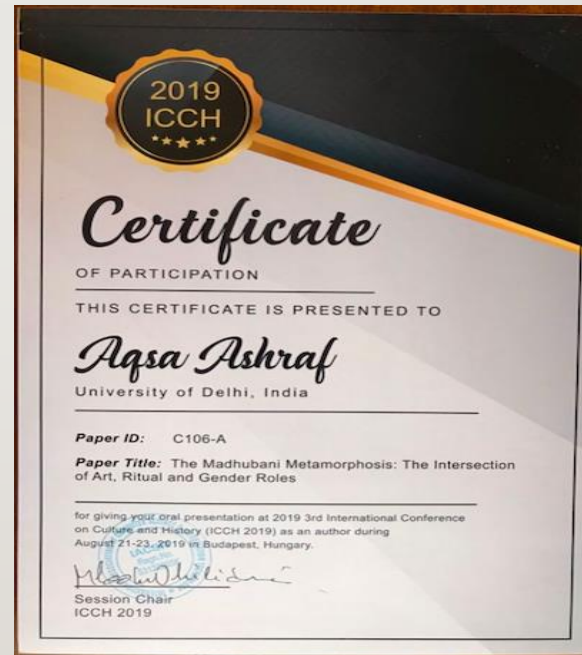 2019
ICCH
Certificate
OF PARTICIPATION
THIS CERTIFICATE IS PRESENTED TO
Aqsa Ashraf
University of Delhi, India
Paper ID: C106-A
Paper Title: The Madhubani Metamorphosis: The Intersection
of Art, Ritual and Gender Roles
for giving your oral presentation at 2019 3rd International Conference
on Culture and History (ICCH 2019) as an author during
August 21-23, 2019 in Budapest, Hungary.
Session Chair
ICCH 2019